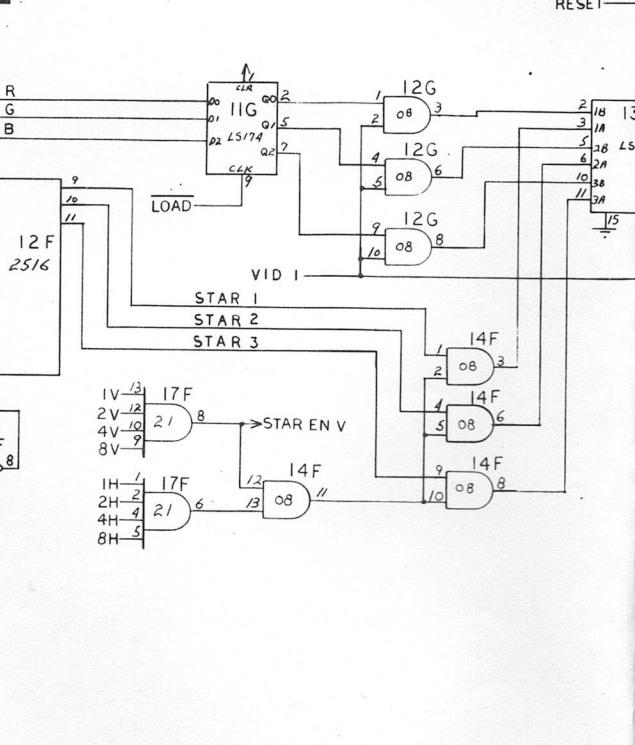 RESET
R
G
B
D0
D1
D2
1
CLR
11G
LS174
CLK
9
Q0 2
Q1 5
Q2 7
LOAD
12G
1
2
08
3
12G
4
5
08
6
12G
9
10
08
8
VID 1
2 1B
3 1A
5 2B
6 2A
10 3B
11 3A
13
LS
15
12F
2516
9
10
11
STAR 1
STAR 2
STAR 3
14F
1
2
08
3
14F
4
5
08
6
14F
9
10
08
8
17F
1V 13
2V 12
4V 10
8V 9
21
8
STAR EN V
17F
1H 1
2H 2
4H 4
8H 5
21
6
14F
12
13
08
11
8